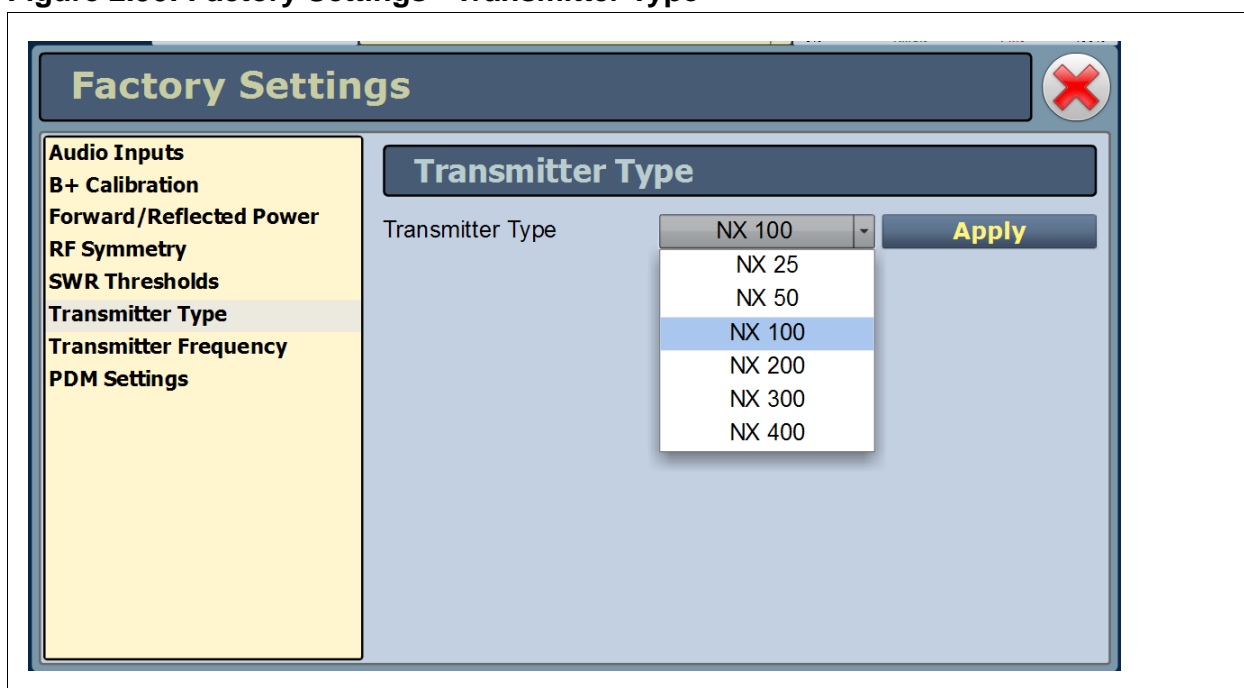 Factory Settings
Audio Inputs
B+ Calibration
Forward/Reflected Power
RF Symmetry
SWR Thresholds
Transmitter Type
Transmitter Frequency
PDM Settings
Transmitter Type
Transmitter Type
NX 100
Apply
NX 25
NX 50
NX 100
NX 200
NX 300
NX 400